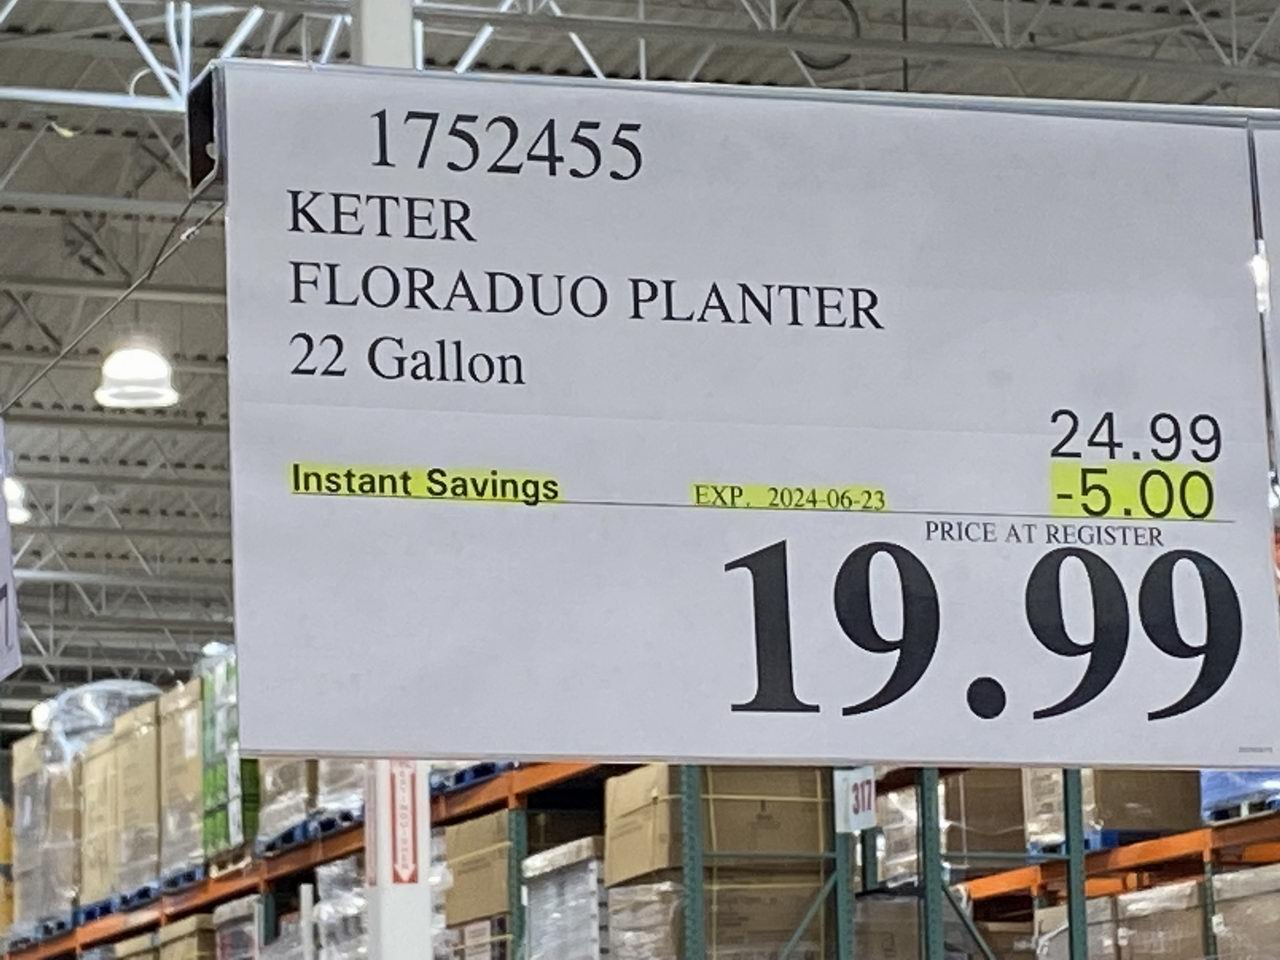 1752455
KETER
FLORADUO PLANTER
22 Gallon
24.99
Instant Savings EXP. 2024-06-23 -5.00
PRICE AT REGISTER
19.99
317